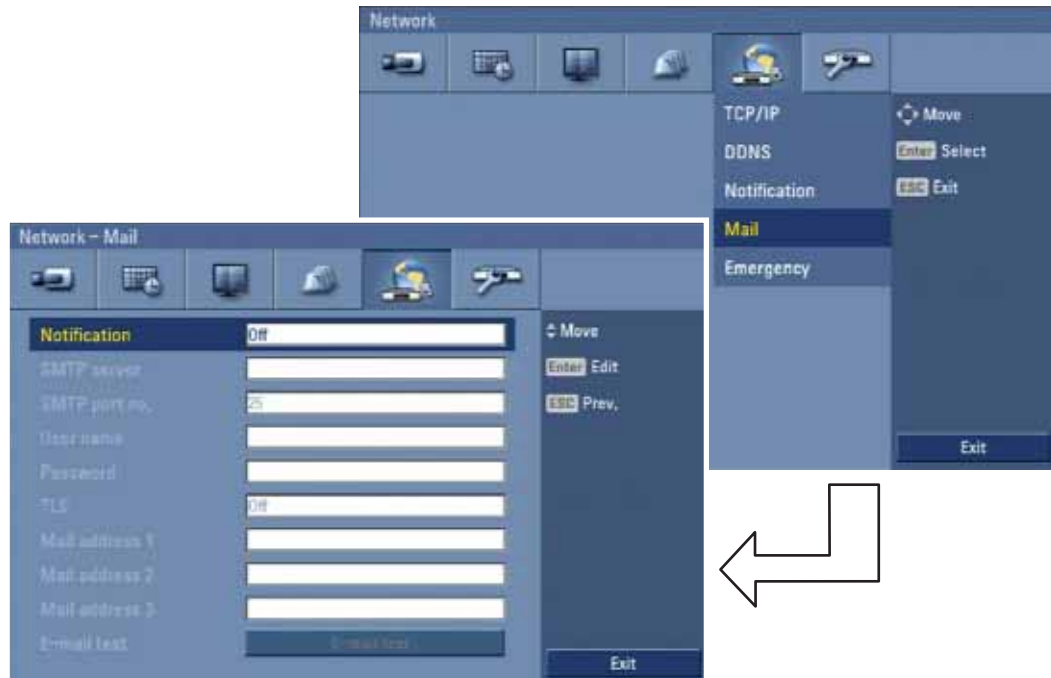 Network
TCP/IP
DDNS
Notification
Mail
Emergency
Move
Enter Select
ESC Exit
Exit
Network – Mail
Notification Off
SMTP server
SMTP port no. 25
User name
Password
TLS Off
Mail address 1
Mail address 2
Mail address 3
E-mail test E-mail test
Move
Enter Edit
ESC Prev.
Exit